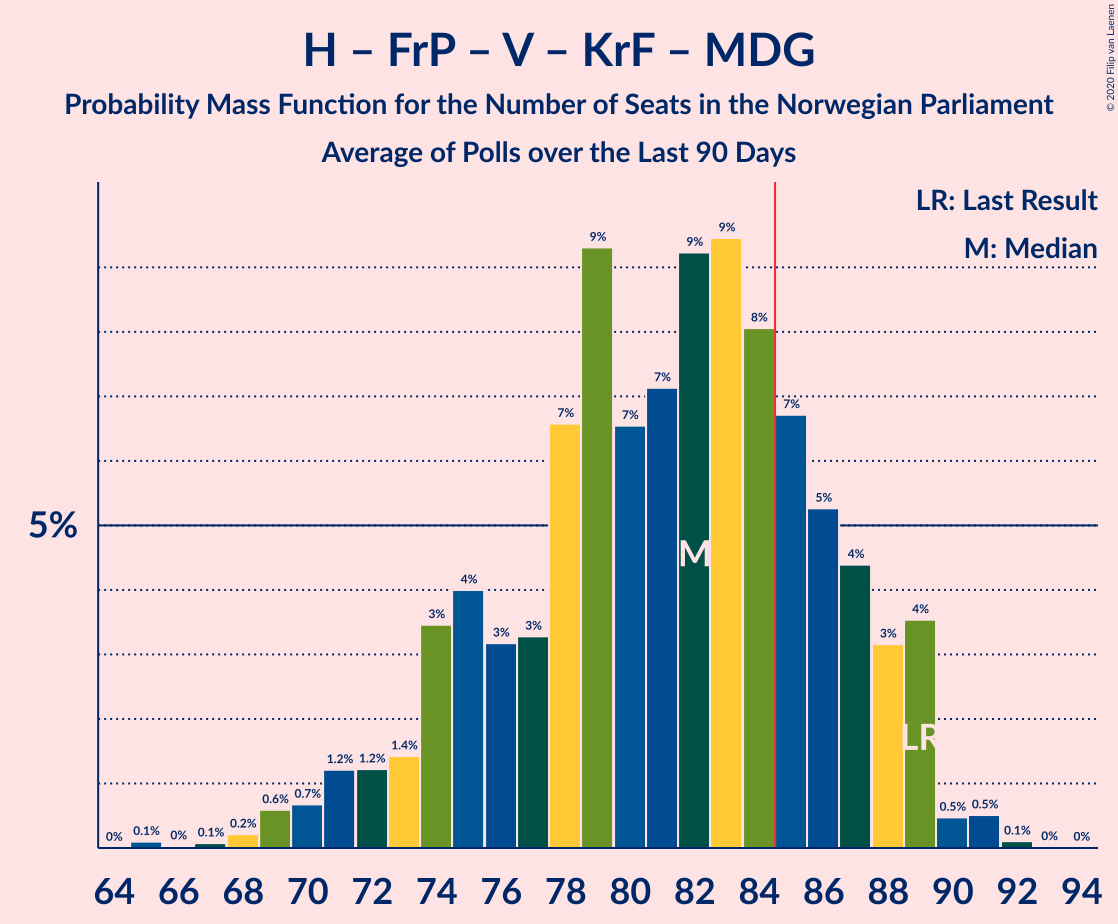 H – FrP – V – KrF – MDG
Probability Mass Function for the Number of Seats in the Norwegian Parliament
Average of Polls over the Last 90 Days
© 2020 Filip van Laenen
LR: Last Result
M: Median
5%
0% 0.1% 0% 0.1% 0.2% 0.6% 0.7% 1.2% 1.2% 1.4% 3% 4% 3% 3% 7% 9% 7% 7% 9% 9% 8% 7% 5% 4% 3% 4% 0.5% 0.5% 0.1% 0% 0%
M
LR
64 66 68 70 72 74 76 78 80 82 84 86 88 90 92 94